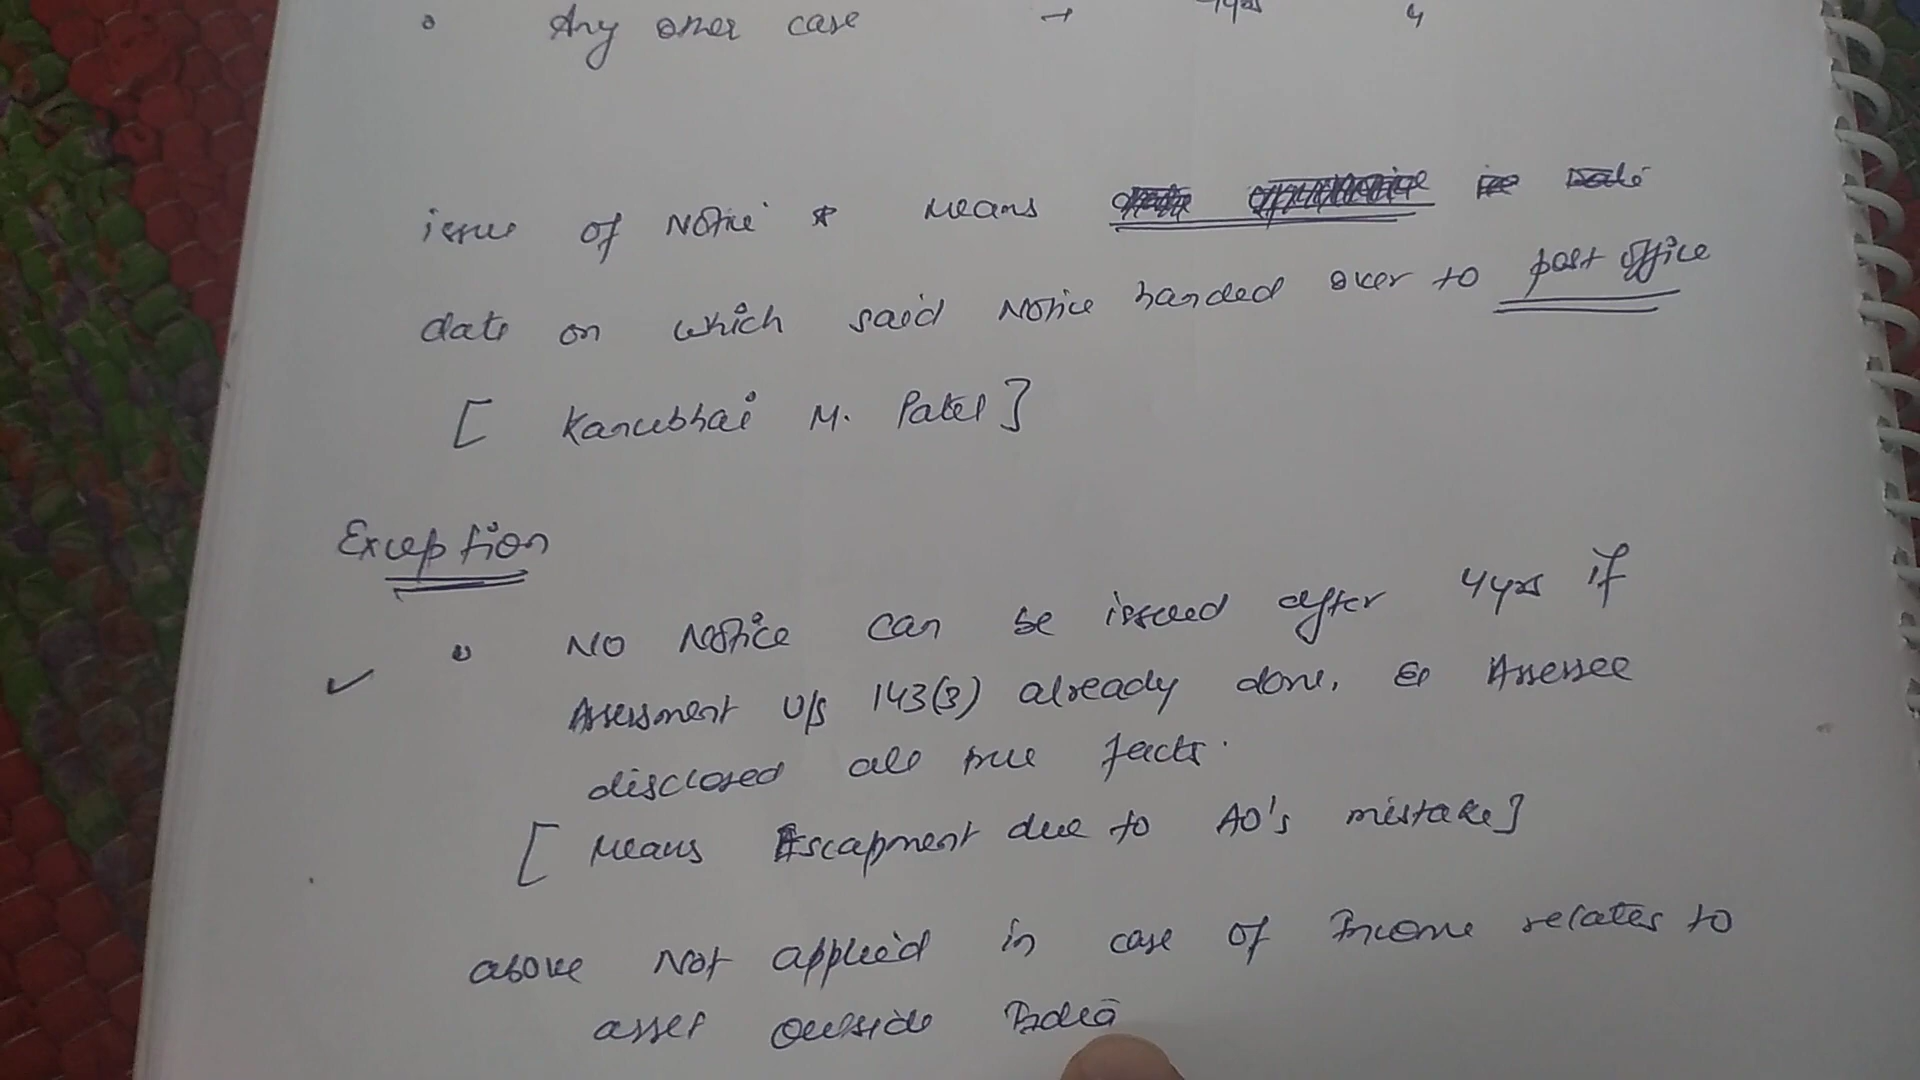 • Any other case → 4yrs 4
issue of Notice * means
date on which said Notice handed over to post office
[ Kanubhai M. Patel ]
Exception
• NO Notice can be issued after 4yrs if
✓ Assessment U/s 143(3) already done, & Assessee
disclosed all true facts.
[ Means Escapment due to AO's mistake ]
above Not applied in case of Income relates to
asset outside India